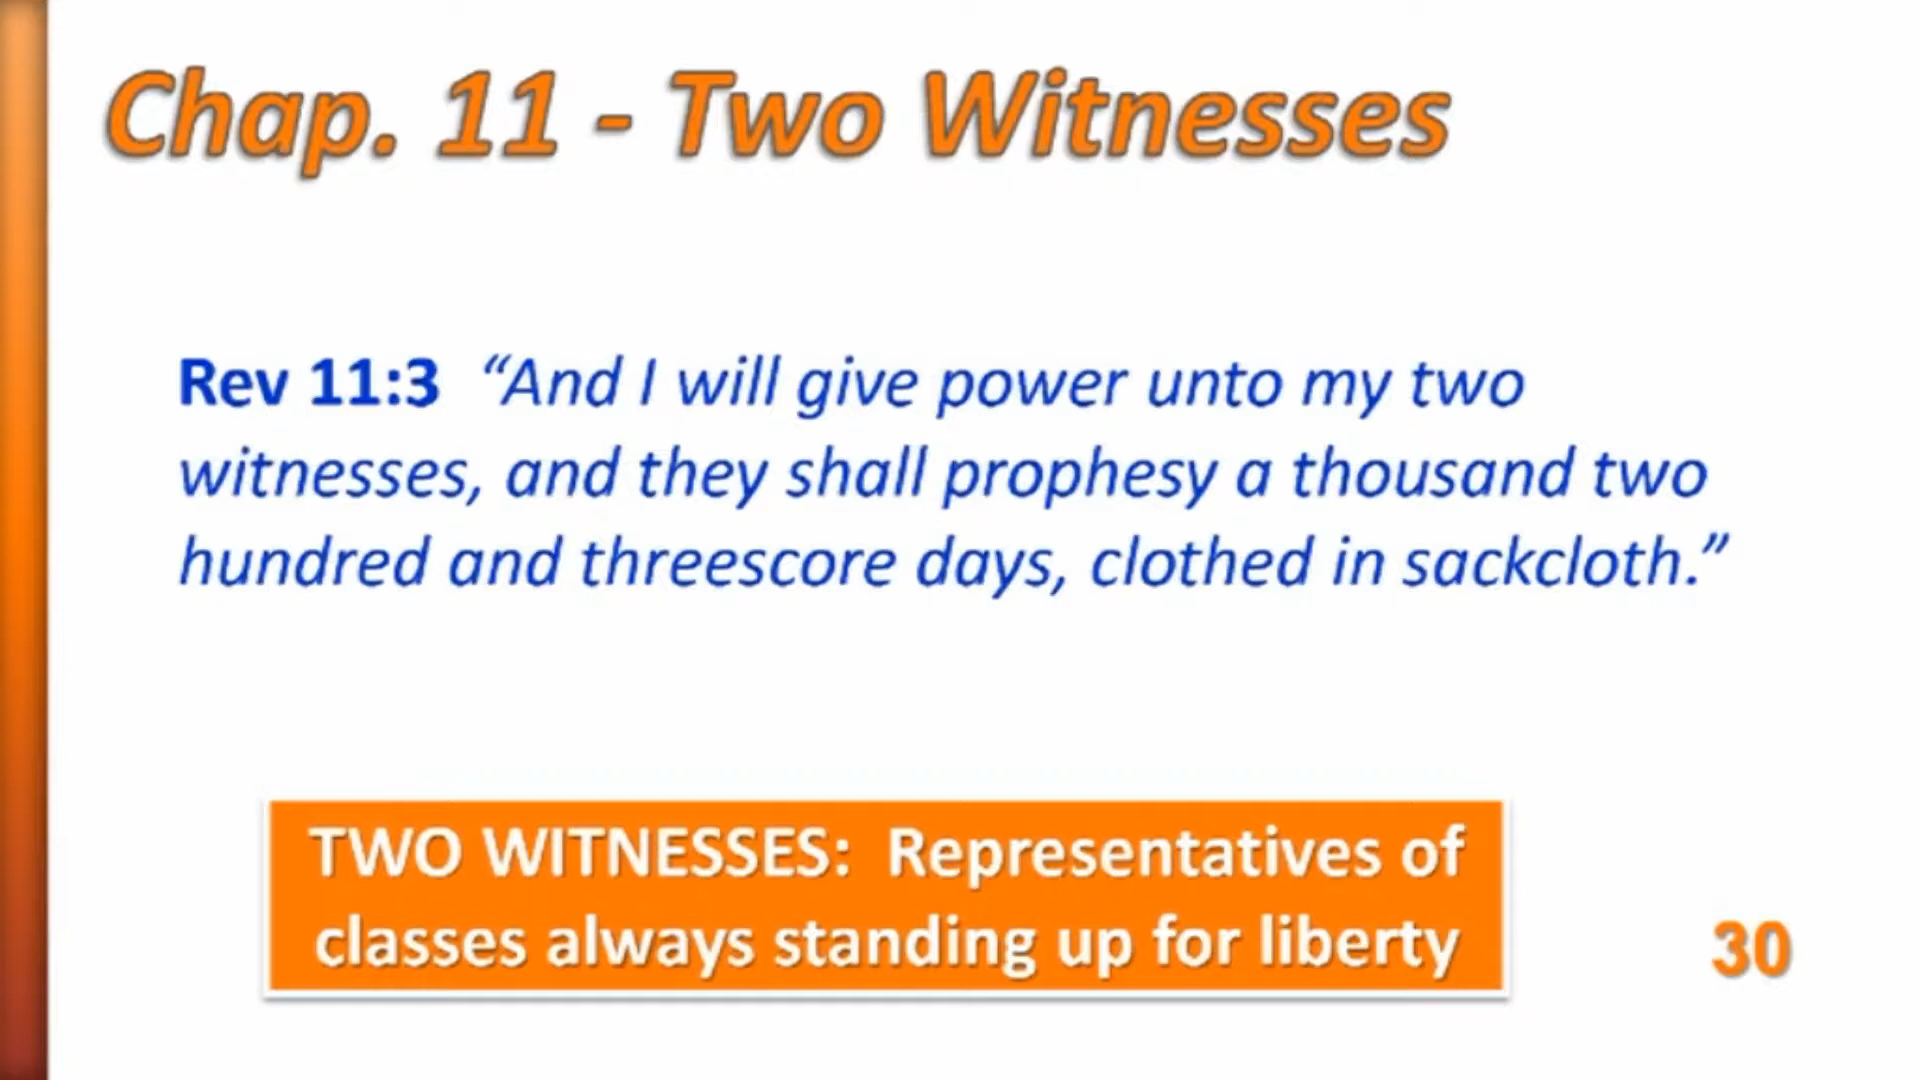 Chap. 11 - Two Witnesses
Rev 11:3  “And I will give power unto my two
witnesses, and they shall prophesy a thousand two
hundred and threescore days, clothed in sackcloth.”
TWO WITNESSES:  Representatives of
classes always standing up for liberty
30